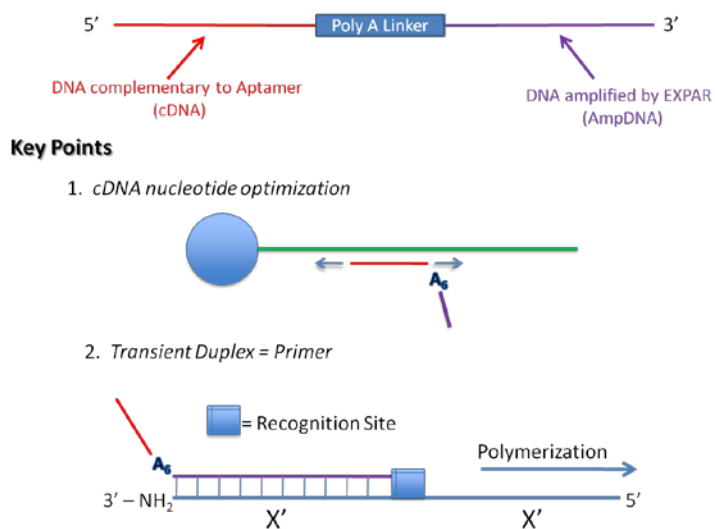 5’ Poly A Linker 3’
DNA complementary to Aptamer
(cDNA)
DNA amplified by EXPAR
(AmpDNA)
Key Points
1. cDNA nucleotide optimization
A₆
2. Transient Duplex = Primer
= Recognition Site
Polymerization
A₆
3’ – NH₂ 5’
X’ X’